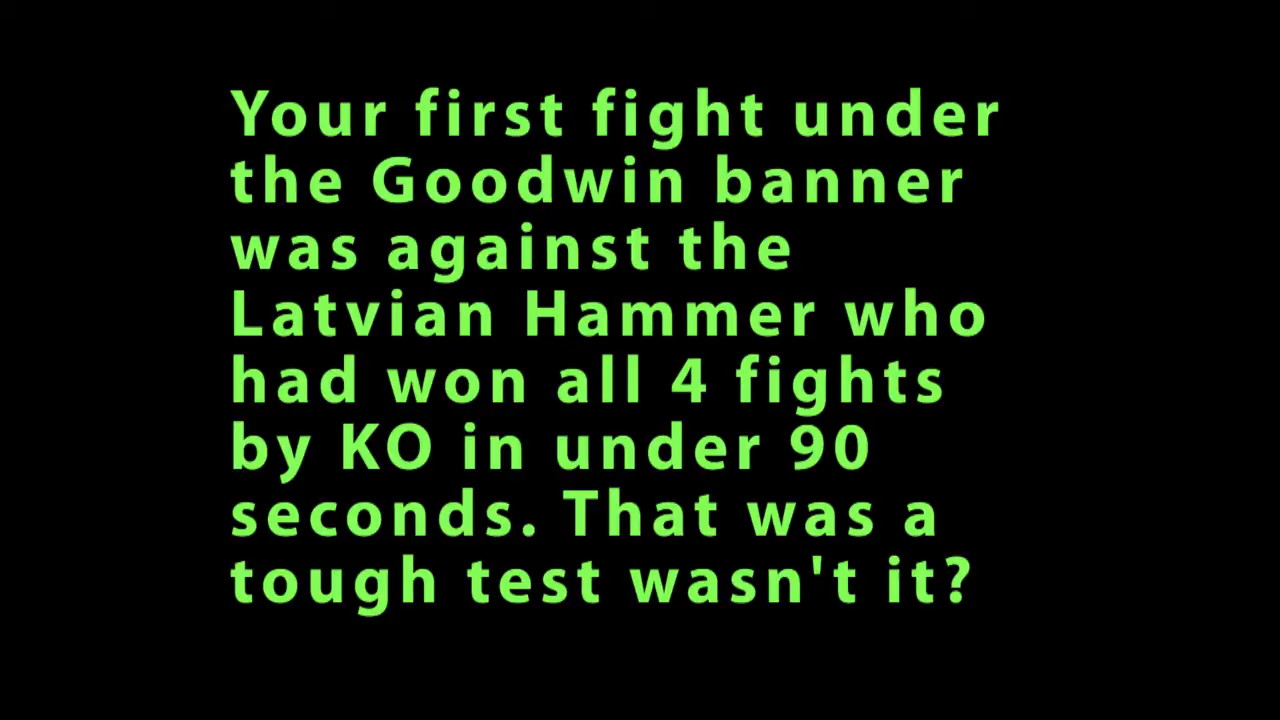 Your first fight under
the Goodwin banner
was against the
Latvian Hammer who
had won all 4 fights
by KO in under 90
seconds. That was a
tough test wasn't it?